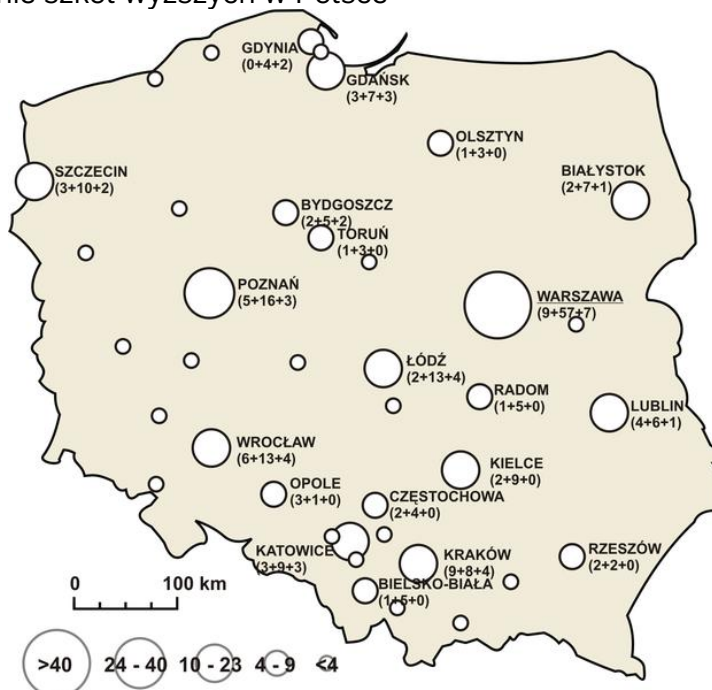 szkół wyższych w Polsce
GDYNIA
(0+4+2)
GDAŃSK
(3+7+3)
OLSZTYN
(1+3+0)
SZCZECIN
(3+10+2)
BIAŁYSTOK
(2+7+1)
BYDGOSZCZ
(2+5+2)
TORUŃ
(1+3+0)
POZNAŃ
(5+16+3)
WARSZAWA
(9+57+7)
ŁÓDŹ
(2+13+4)
RADOM
(1+5+0)
LUBLIN
(4+6+1)
WROCŁAW
(6+13+4)
KIELCE
(2+9+0)
OPOLE
(3+1+0)
CZĘSTOCHOWA
(2+4+0)
KATOWICE
(3+9+3)
KRAKÓW
(9+8+4)
RZESZÓW
(2+2+0)
BIELSKO-BIAŁA
(1+5+0)
0 100 km
>40 24 - 40 10 - 23 4 - 9 <4